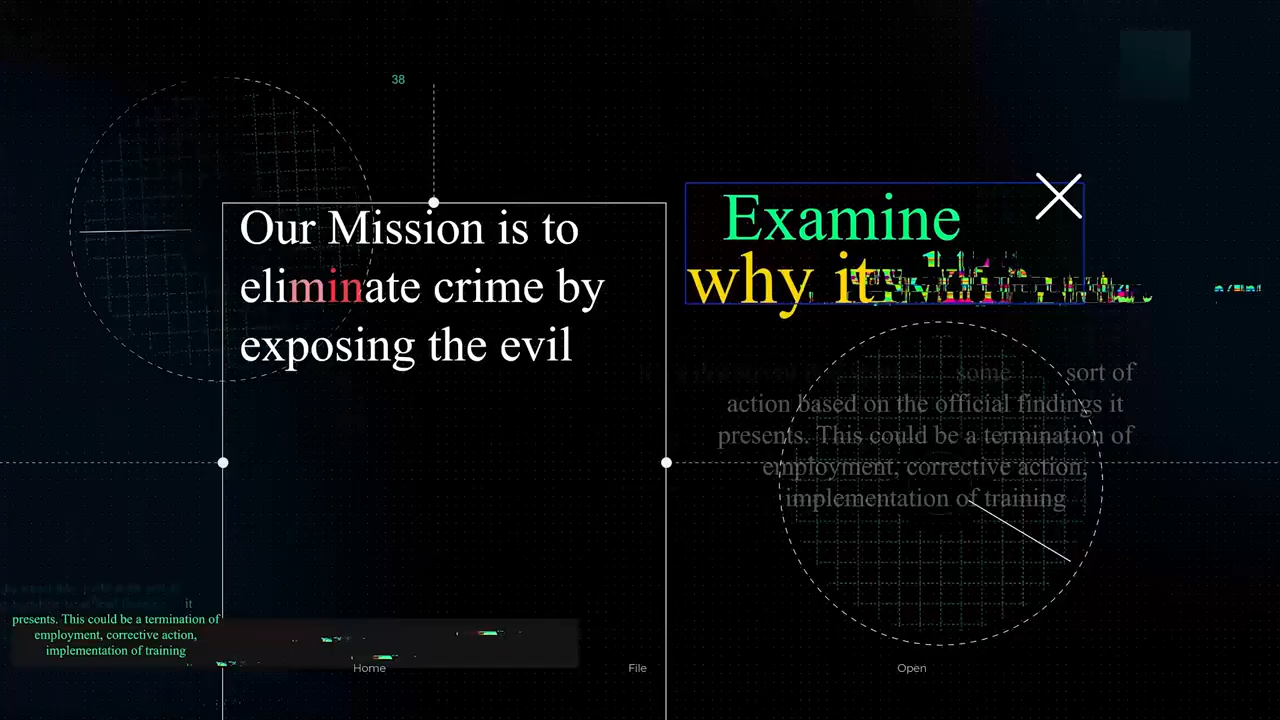 38
Our Mission is to
eliminate crime by
exposing the evil
Examine
why it
some sort of
action based on the official findings it
presents. This could be a termination of
employment, corrective action,
implementation of training
it
presents. This could be a termination of
employment, corrective action,
implementation of training
Home
File
Open